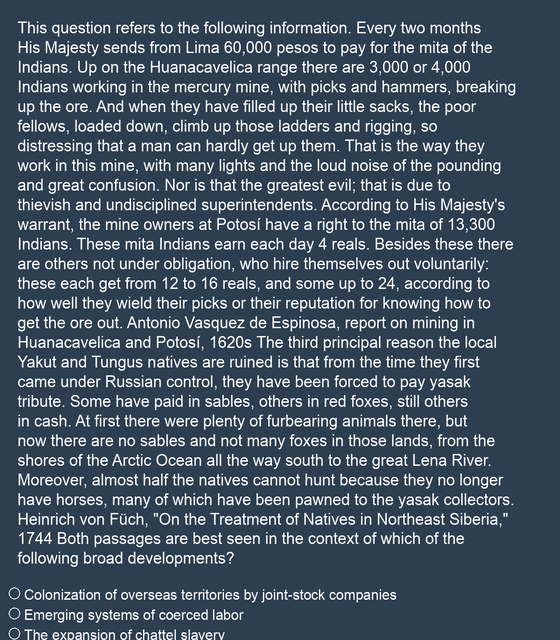 This question refers to the following information. Every two months
His Majesty sends from Lima 60,000 pesos to pay for the mita of the
Indians. Up on the Huanacavelica range there are 3,000 or 4,000
Indians working in the mercury mine, with picks and hammers, breaking
up the ore. And when they have filled up their little sacks, the poor
fellows, loaded down, climb up those ladders and rigging, so
distressing that a man can hardly get up them. That is the way they
work in this mine, with many lights and the loud noise of the pounding
and great confusion. Nor is that the greatest evil; that is due to
thievish and undisciplined superintendents. According to His Majesty's
warrant, the mine owners at Potosí have a right to the mita of 13,300
Indians. These mita Indians earn each day 4 reals. Besides these there
are others not under obligation, who hire themselves out voluntarily:
these each get from 12 to 16 reals, and some up to 24, according to
how well they wield their picks or their reputation for knowing how to
get the ore out. Antonio Vasquez de Espinosa, report on mining in
Huanacavelica and Potosí, 1620s The third principal reason the local
Yakut and Tungus natives are ruined is that from the time they first
came under Russian control, they have been forced to pay yasak
tribute. Some have paid in sables, others in red foxes, still others
in cash. At first there were plenty of furbearing animals there, but
now there are no sables and not many foxes in those lands, from the
shores of the Arctic Ocean all the way south to the great Lena River.
Moreover, almost half the natives cannot hunt because they no longer
have horses, many of which have been pawned to the yasak collectors.
Heinrich von Füch, "On the Treatment of Natives in Northeast Siberia,"
1744 Both passages are best seen in the context of which of the
following broad developments?
Colonization of overseas territories by joint-stock companies
Emerging systems of coerced labor
The expansion of chattel slavery